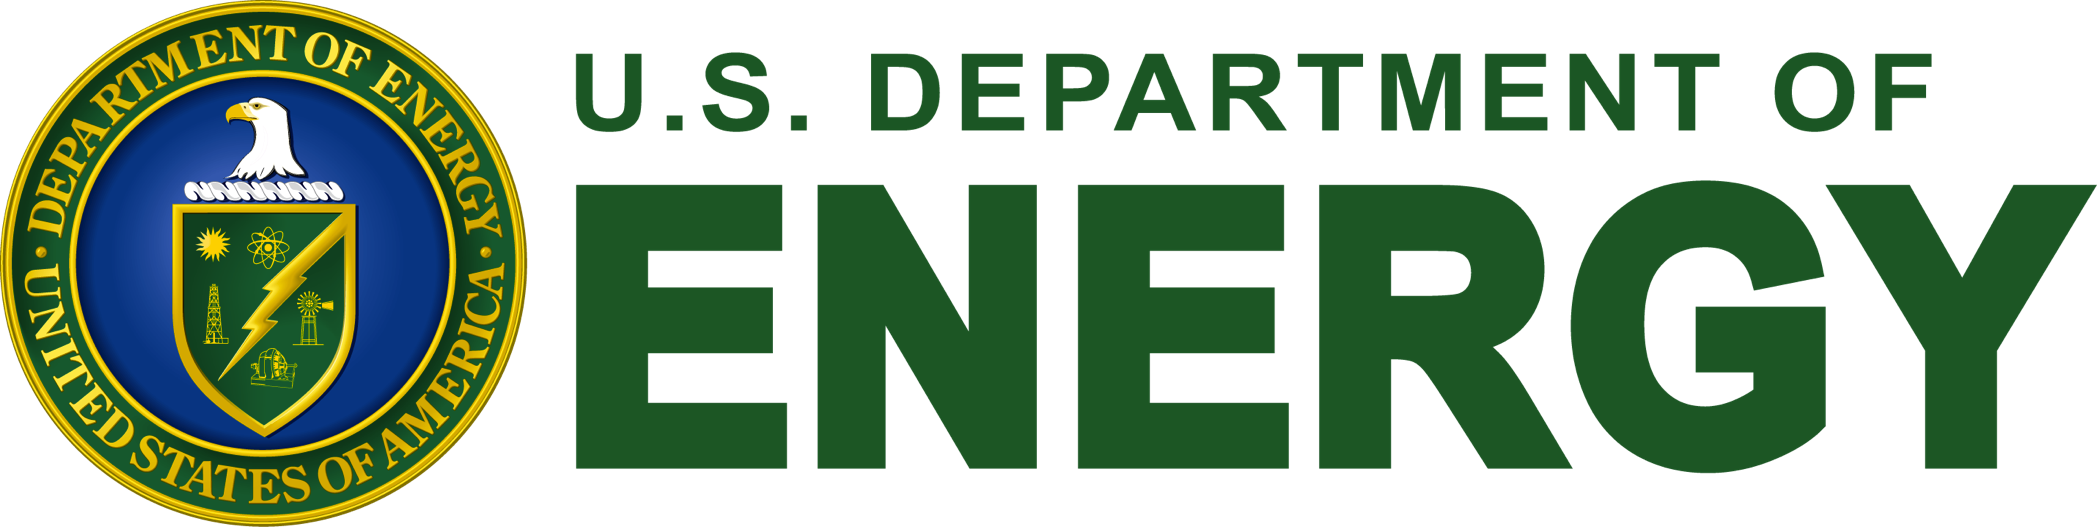 · DEPARTMENT OF ENERGY ·
UNITED STATES OF AMERICA
U.S. DEPARTMENT OF
ENERGY